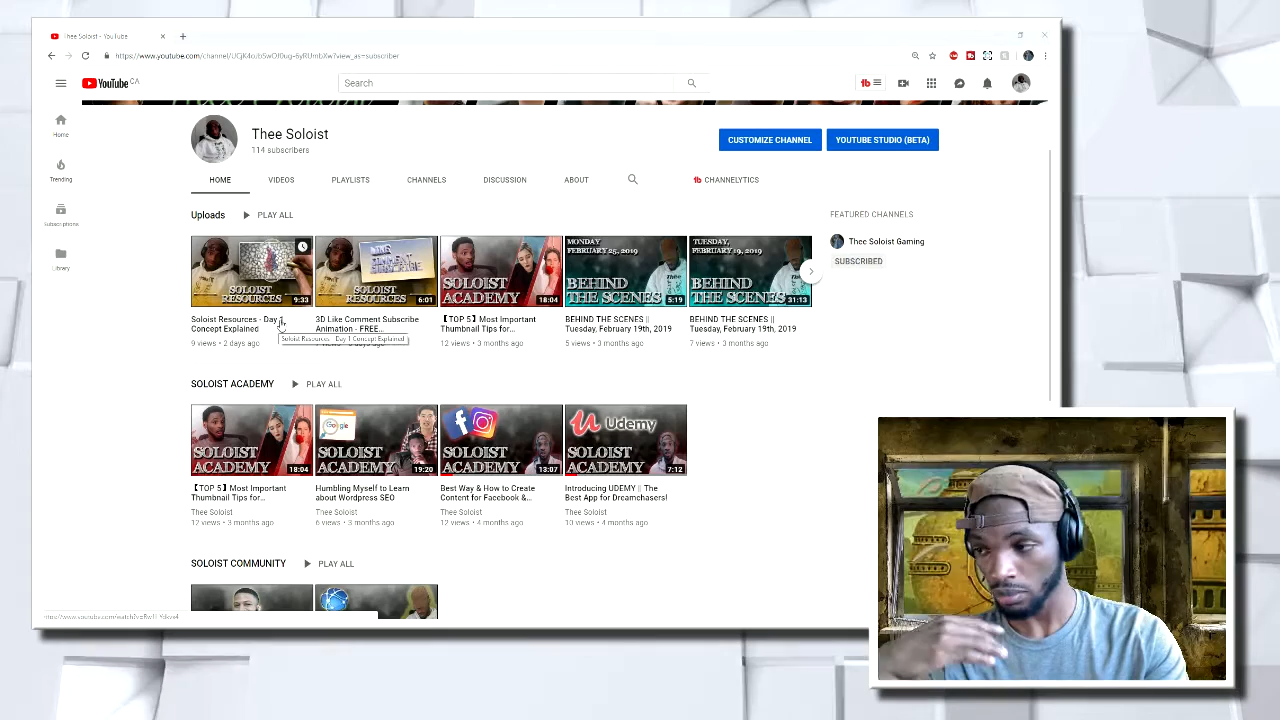 Thee Soloist - YouTube
YouTube CA
Search
Thee Soloist
114 subscribers
CUSTOMIZE CHANNEL
YOUTUBE STUDIO (BETA)
HOME
VIDEOS
PLAYLISTS
CHANNELS
DISCUSSION
ABOUT
CHANNELYTICS
Home
Trending
Subscriptions
Library
Uploads
PLAY ALL
FEATURED CHANNELS
Thee Soloist Gaming
SUBSCRIBED
SOLOIST
RESOURCES
9:33
SOLOIST
RESOURCES
6:01
SOLOIST
ACADEMY
18:04
MONDAY
FEBRUARY 25, 2019
BEHIND
THE SCENES
5:19
TUESDAY,
FEBRUARY 19, 2019
BEHIND
THE SCENES
31:13
Soloist Resources - Day 1
Concept Explained
9 views • 2 days ago
3D Like Comment Subscribe
Animation - FREE...
Soloist Resources - Day 1 Concept Explained
【TOP 5】Most Important
Thumbnail Tips for...
12 views • 3 months ago
BEHIND THE SCENES ||
Tuesday, February 19th, 2019
5 views • 3 months ago
BEHIND THE SCENES ||
Tuesday, February 19th, 2019
7 views • 3 months ago
SOLOIST ACADEMY
PLAY ALL
SOLOIST
ACADEMY
18:04
Google
SOLOIST
ACADEMY
19:20
SOLOIST
ACADEMY
13:07
Udemy
SOLOIST
ACADEMY
7:12
【TOP 5】Most Important
Thumbnail Tips for...
Thee Soloist
12 views • 3 months ago
Humbling Myself to Learn
about Wordpress SEO
Thee Soloist
6 views • 3 months ago
Best Way & How to Create
Content for Facebook &...
Thee Soloist
12 views • 4 months ago
Introducing UDEMY || The
Best App for Dreamchasers!
Thee Soloist
10 views • 4 months ago
SOLOIST COMMUNITY
PLAY ALL